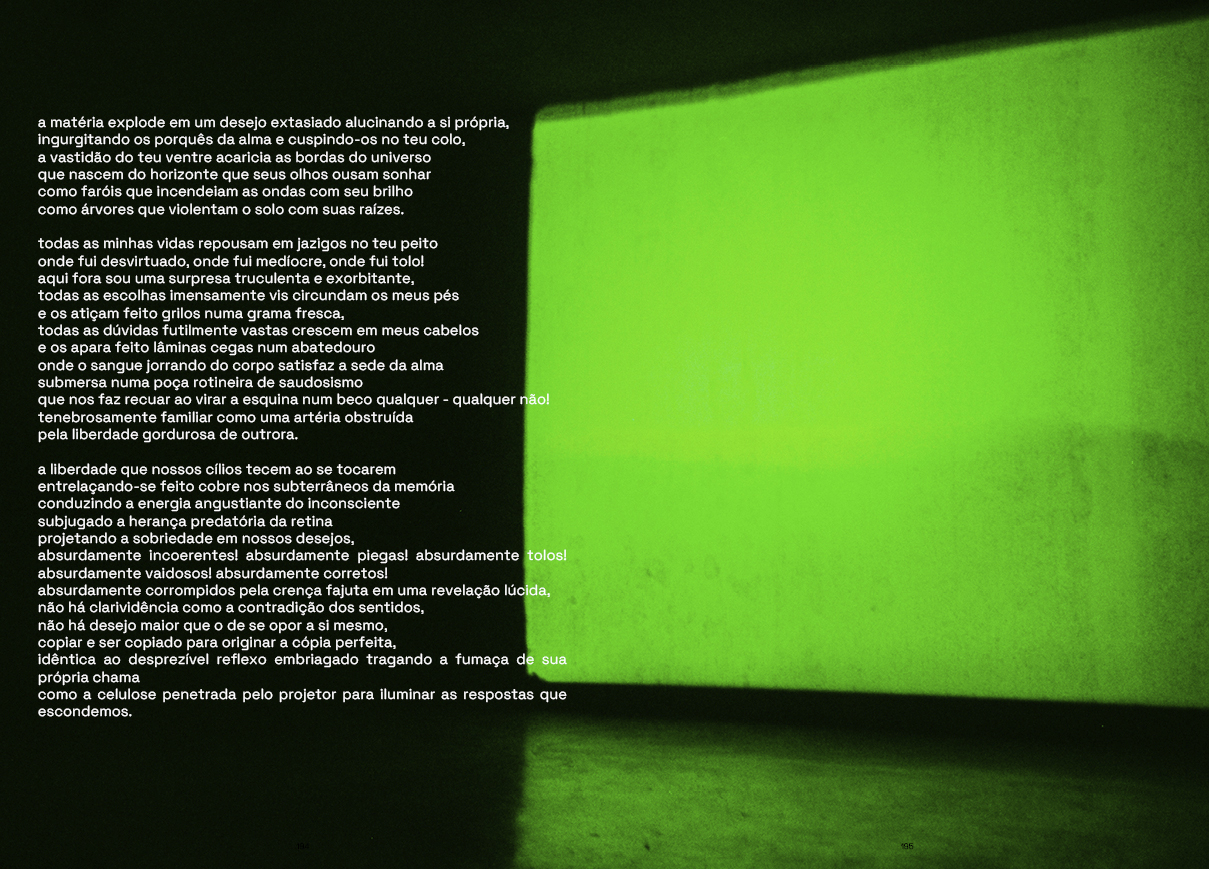 a matéria explode em um desejo extasiado alucinando a si própria,
ingurgitando os porquês da alma e cuspindo-os no teu colo,
a vastidão do teu ventre acaricia as bordas do universo
que nascem do horizonte que seus olhos ousam sonhar
como faróis que incendeiam as ondas com seu brilho
como árvores que violentam o solo com suas raízes.
todas as minhas vidas repousam em jazigos no teu peito
onde fui desvirtuado, onde fui medíocre, onde fui tolo!
aqui fora sou uma surpresa truculenta e exorbitante,
todas as escolhas imensamente vis circundam os meus pés
e os atiçam feito grilos numa grama fresca,
todas as dúvidas futilmente vastas crescem em meus cabelos
e os apara feito lâminas cegas num abatedouro
onde o sangue jorrando do corpo satisfaz a sede da alma
submersa numa poça rotineira de saudosismo
que nos faz recuar ao virar a esquina num beco qualquer - qualquer não!
tenebrosamente familiar como uma artéria obstruída
pela liberdade gordurosa de outrora.
a liberdade que nossos cílios tecem ao se tocarem
entrelaçando-se feito cobre nos subterrâneos da memória
conduzindo a energia angustiante do inconsciente
subjugado a herança predatória da retina
projetando a sobriedade em nossos desejos,
absurdamente incoerentes! absurdamente piegas! absurdamente tolos!
absurdamente vaidosos! absurdamente corretos!
absurdamente corrompidos pela crença fajuta em uma revelação lúcida,
não há clarividência como a contradição dos sentidos,
não há desejo maior que o de se opor a si mesmo,
copiar e ser copiado para originar a cópia perfeita,
idêntica ao desprezível reflexo embriagado tragando a fumaça de sua
própria chama
como a celulose penetrada pelo projetor para iluminar as respostas que
escondemos.
195